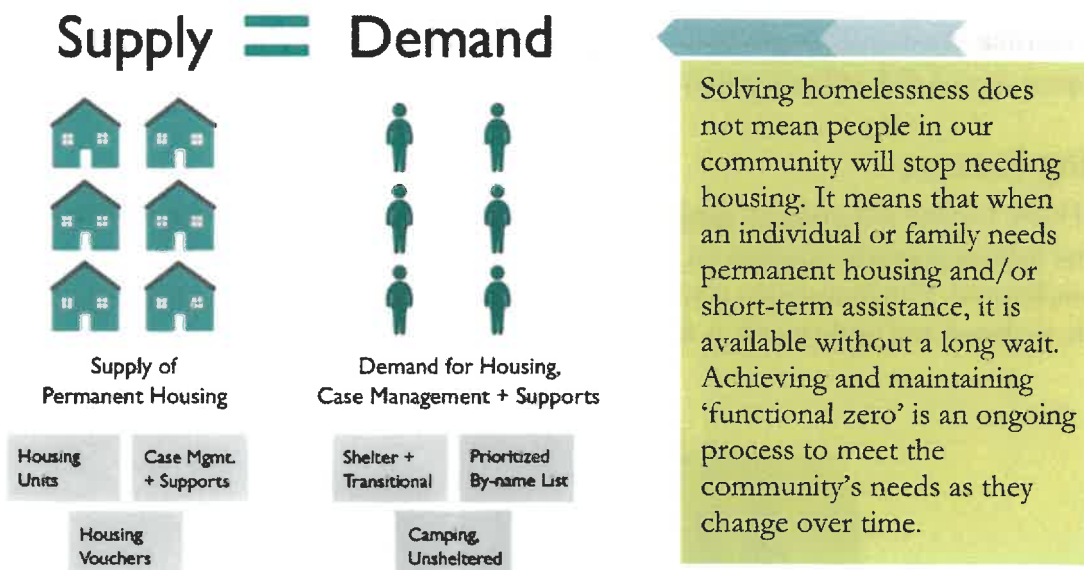 Supply = Demand
Supply of
Permanent Housing
Demand for Housing,
Case Management + Supports
Housing
Units
Case Mgmt.
+ Supports
Housing
Vouchers
Shelter +
Transitional
Prioritized
By-name List
Camping,
Unsheltered
Solving homelessness does
not mean people in our
community will stop needing
housing. It means that when
an individual or family needs
permanent housing and/or
short-term assistance, it is
available without a long wait.
Achieving and maintaining
‘functional zero’ is an ongoing
process to meet the
community’s needs as they
change over time.